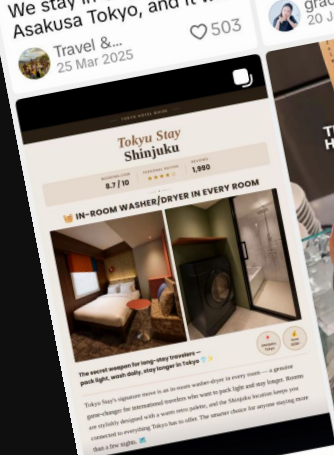 We stay in
Asakusa Tokyo, and it w
Travel &...
25 Mar 2025
503
20 J
TOKYO HOTEL GUIDE
Tokyu Stay
Shinjuku
8.7 / 10
★★★★☆
1,980
IN-ROOM WASHER/DRYER IN EVERY ROOM
The secret weapon for long-stay travelers —
pack light, wash daily, stay longer in Tokyo
Tokyu Stay's signature move is an in-room washer-dryer in every room — a genuine
game-changer for international travelers who want to pack light and stay longer. Rooms
are stylishly designed with a warm retro palette, and the Shinjuku location keeps you
connected to everything Tokyo has to offer. The smarter choice for anyone staying more
than a few nights.